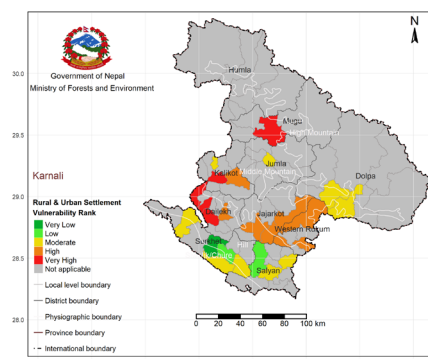 N
Government of Nepal
Ministry of Forests and Environment
Humla
30.0
Mugu
High Mountain
29.5
Karnali
Jumla
Kalikot
Middle Mountain
Dolpa
Rural & Urban Settlement
Vulnerability Rank
Very Low
Low
Moderate
High
Very High
Not applicable
29.0
Dailekh
Jajarkot
Western Rukum
Surkhet
Hill
28.5
Salyan
Local level boundary
District boundary
Physiographic boundary
Province boundary
International boundary
0 20 40 60 80 100 km
28.0